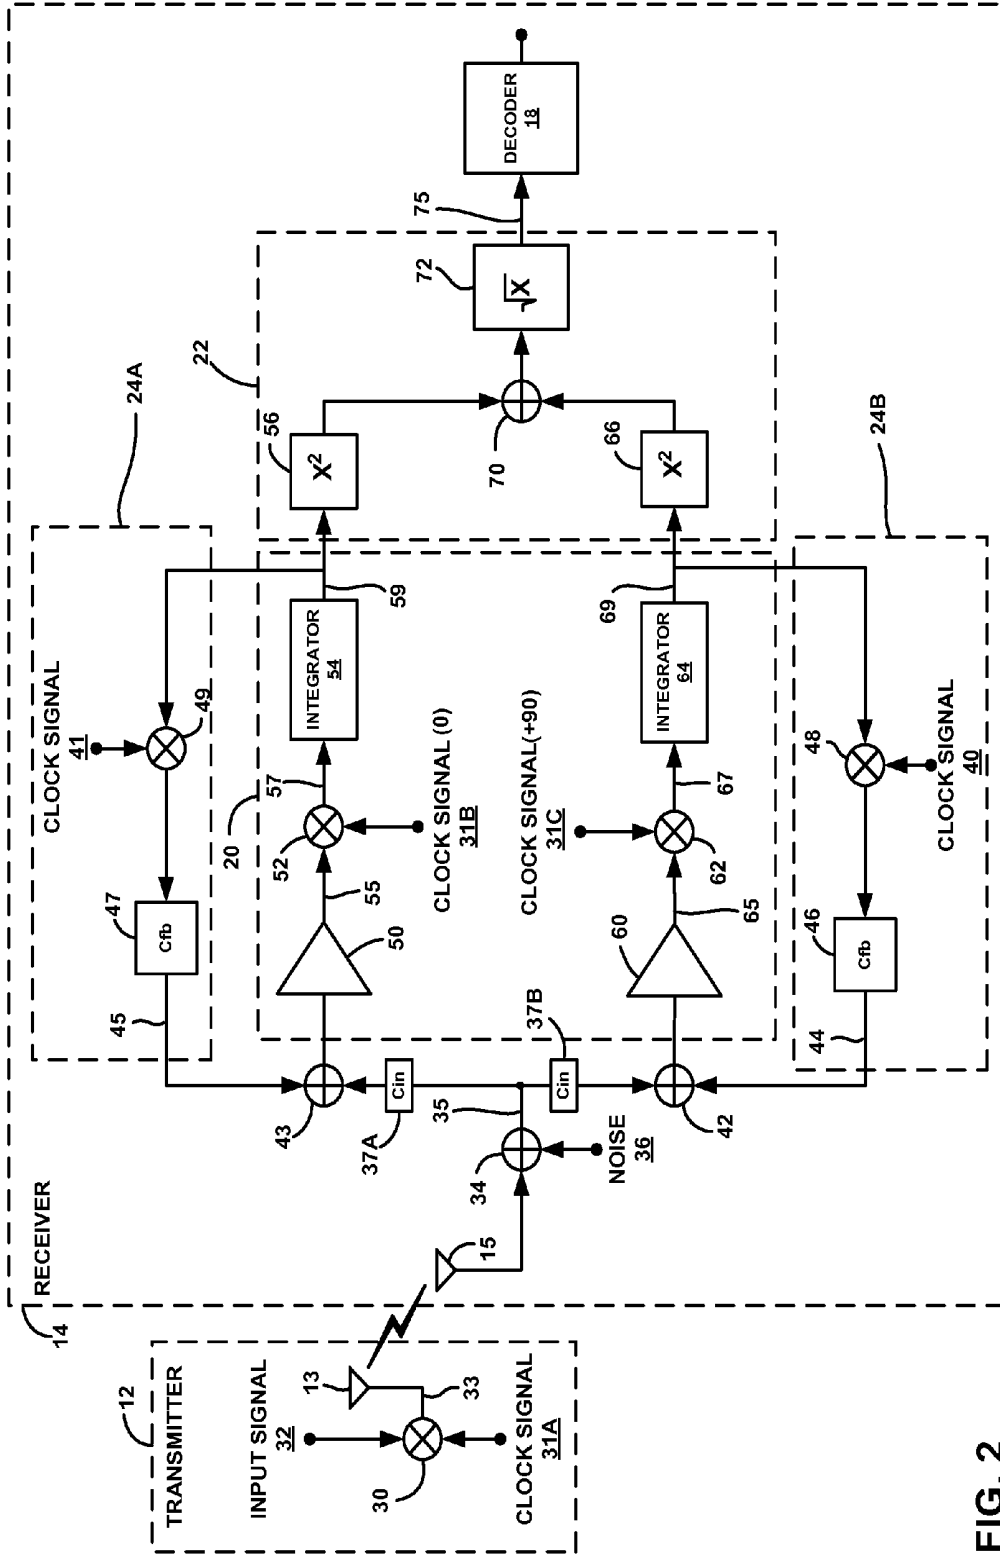 RECEIVER
14
TRANSMITTER
12
INPUT SIGNAL
32
13
33
30
CLOCK SIGNAL
31A
15
34
35
NOISE
36
37A
Cin
37B
Cin
43
42
24A
CLOCK SIGNAL
41
49
47
Cfb
45
20
50
55
52
57
CLOCK SIGNAL (0)
31B
INTEGRATOR
54
59
60
65
62
67
CLOCK SIGNAL(+90)
31C
INTEGRATOR
64
69
24B
48
CLOCK SIGNAL
40
46
Cfb
44
22
56
X²
66
X²
70
72
√X
75
DECODER
18
FIG. 2